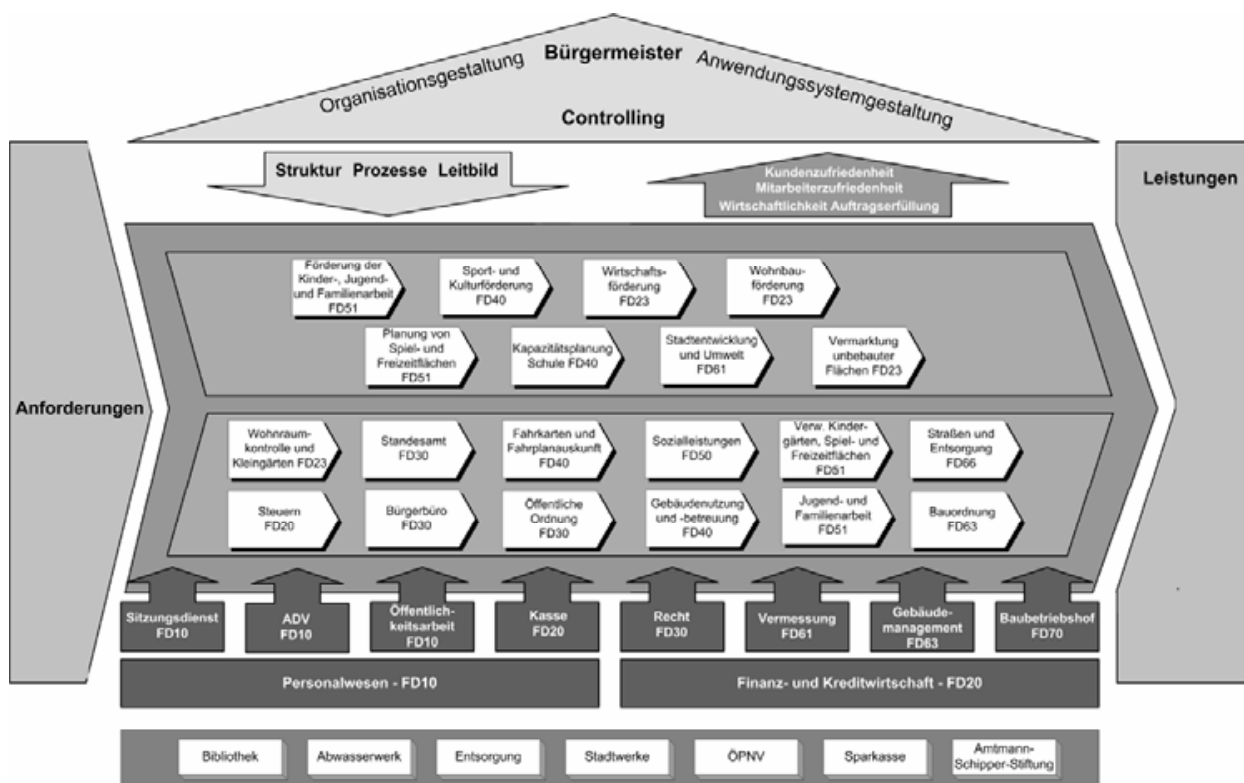 Bürgermeister
Organisationsgestaltung
Anwendungssystemgestaltung
Controlling
Struktur Prozesse Leitbild
Kundenzufriedenheit
Mitarbeiterzufriedenheit
Wirtschaftlichkeit Auftragserfüllung
Anforderungen
Leistungen
Förderung der
Kinder-, Jugend-
und Familienarbeit
FD51
Sport- und
Kulturförderung
FD40
Wirtschafts-
förderung
FD23
Wohnbau-
förderung
FD23
Planung von
Spiel- und
Freizeitflächen
FD51
Kapazitätsplanung
Schule FD40
Stadtentwicklung
und Umwelt
FD61
Vermarktung
unbebauter
Flächen FD23
Wohnraum-
kontrolle und
Kleingärten FD23
Standesamt
FD30
Fahrkarten und
Fahrplanauskunft
FD40
Sozialleistungen
FD50
Verw. Kinder-
gärten, Spiel- und
Freizeitflächen
FD51
Straßen und
Entsorgung
FD66
Steuern
FD20
Bürgerbüro
FD30
Öffentliche
Ordnung
FD30
Gebäudenutzung
und -betreuung
FD40
Jugend- und
Familienarbeit
FD51
Bauordnung
FD63
Sitzungsdienst
FD10
ADV
FD10
Öffentlich-
keitsarbeit
FD10
Kasse
FD20
Recht
FD30
Vermessung
FD61
Gebäude-
management
FD63
Baubetriebshof
FD70
Personalwesen - FD10
Finanz- und Kreditwirtschaft - FD20
Bibliothek
Abwasserwerk
Entsorgung
Stadtwerke
ÖPNV
Sparkasse
Amtmann-
Schipper-Stiftung